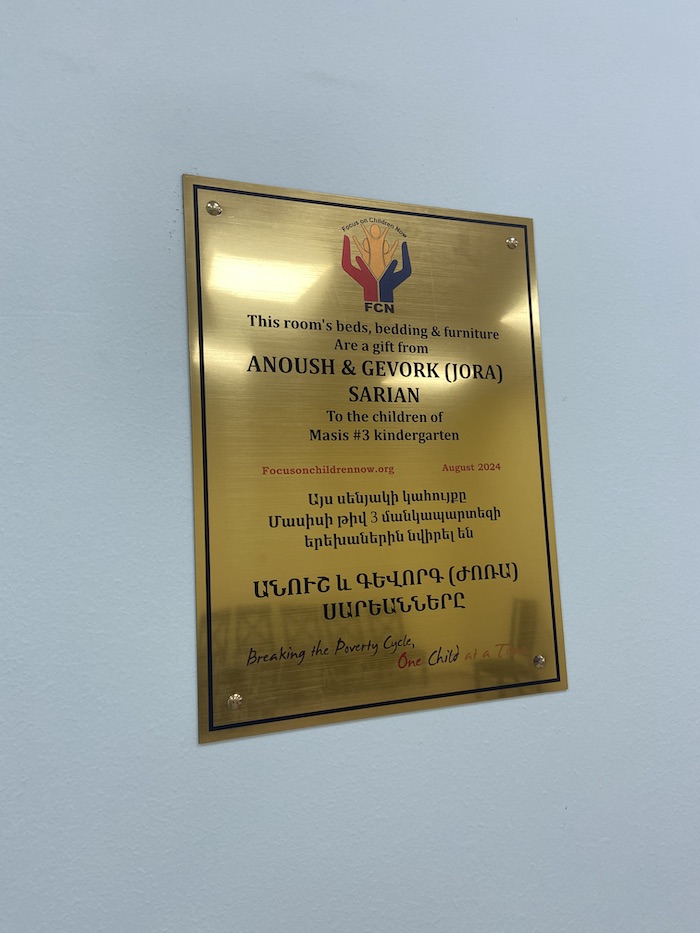 Focus on Children Now
FCN
This room's beds, bedding & furniture
Are a gift from
ANOUSH & GEVORK (JORA)
SARIAN
To the children of
Masis #3 kindergarten
Focusonchildrennow.org August 2024
Այս սենյակի կահույքը
Մասիսի թիվ 3 մանկապարտեզի
երեխաներին նվիրել են
ԱՆՈՒՇ և ԳԵՎՈՐԳ (ԺՈՌԱ)
ՍԱՐԵԱՆՆԵՐԸ
Breaking the Poverty Cycle,
One Child at a